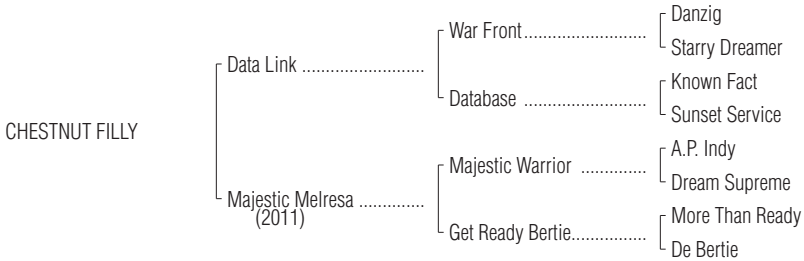 Danzig
War Front..........................
Starry Dreamer
Data Link ..........................
Known Fact
Database ..........................
Sunset Service
CHESTNUT FILLY
A.P. Indy
Majestic Warrior ..............
Dream Supreme
Majestic Melresa ..............
(2011)
More Than Ready
Get Ready Bertie................
De Bertie